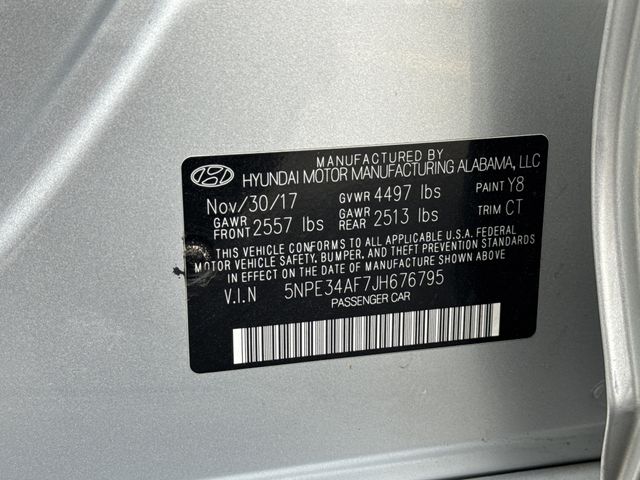 MANUFACTURED BY
HYUNDAI MOTOR MANUFACTURING ALABAMA, LLC
Nov/30/17 GVWR 4497 lbs PAINT Y8
GAWR FRONT 2557 lbs GAWR REAR 2513 lbs TRIM CT
THIS VEHICLE CONFORMS TO ALL APPLICABLE U.S.A. FEDERAL
MOTOR VEHICLE SAFETY, BUMPER, AND THEFT PREVENTION STANDARDS
IN EFFECT ON THE DATE OF MANUFACTURE SHOWN ABOVE.
V.I.N 5NPE34AF7JH676795
PASSENGER CAR